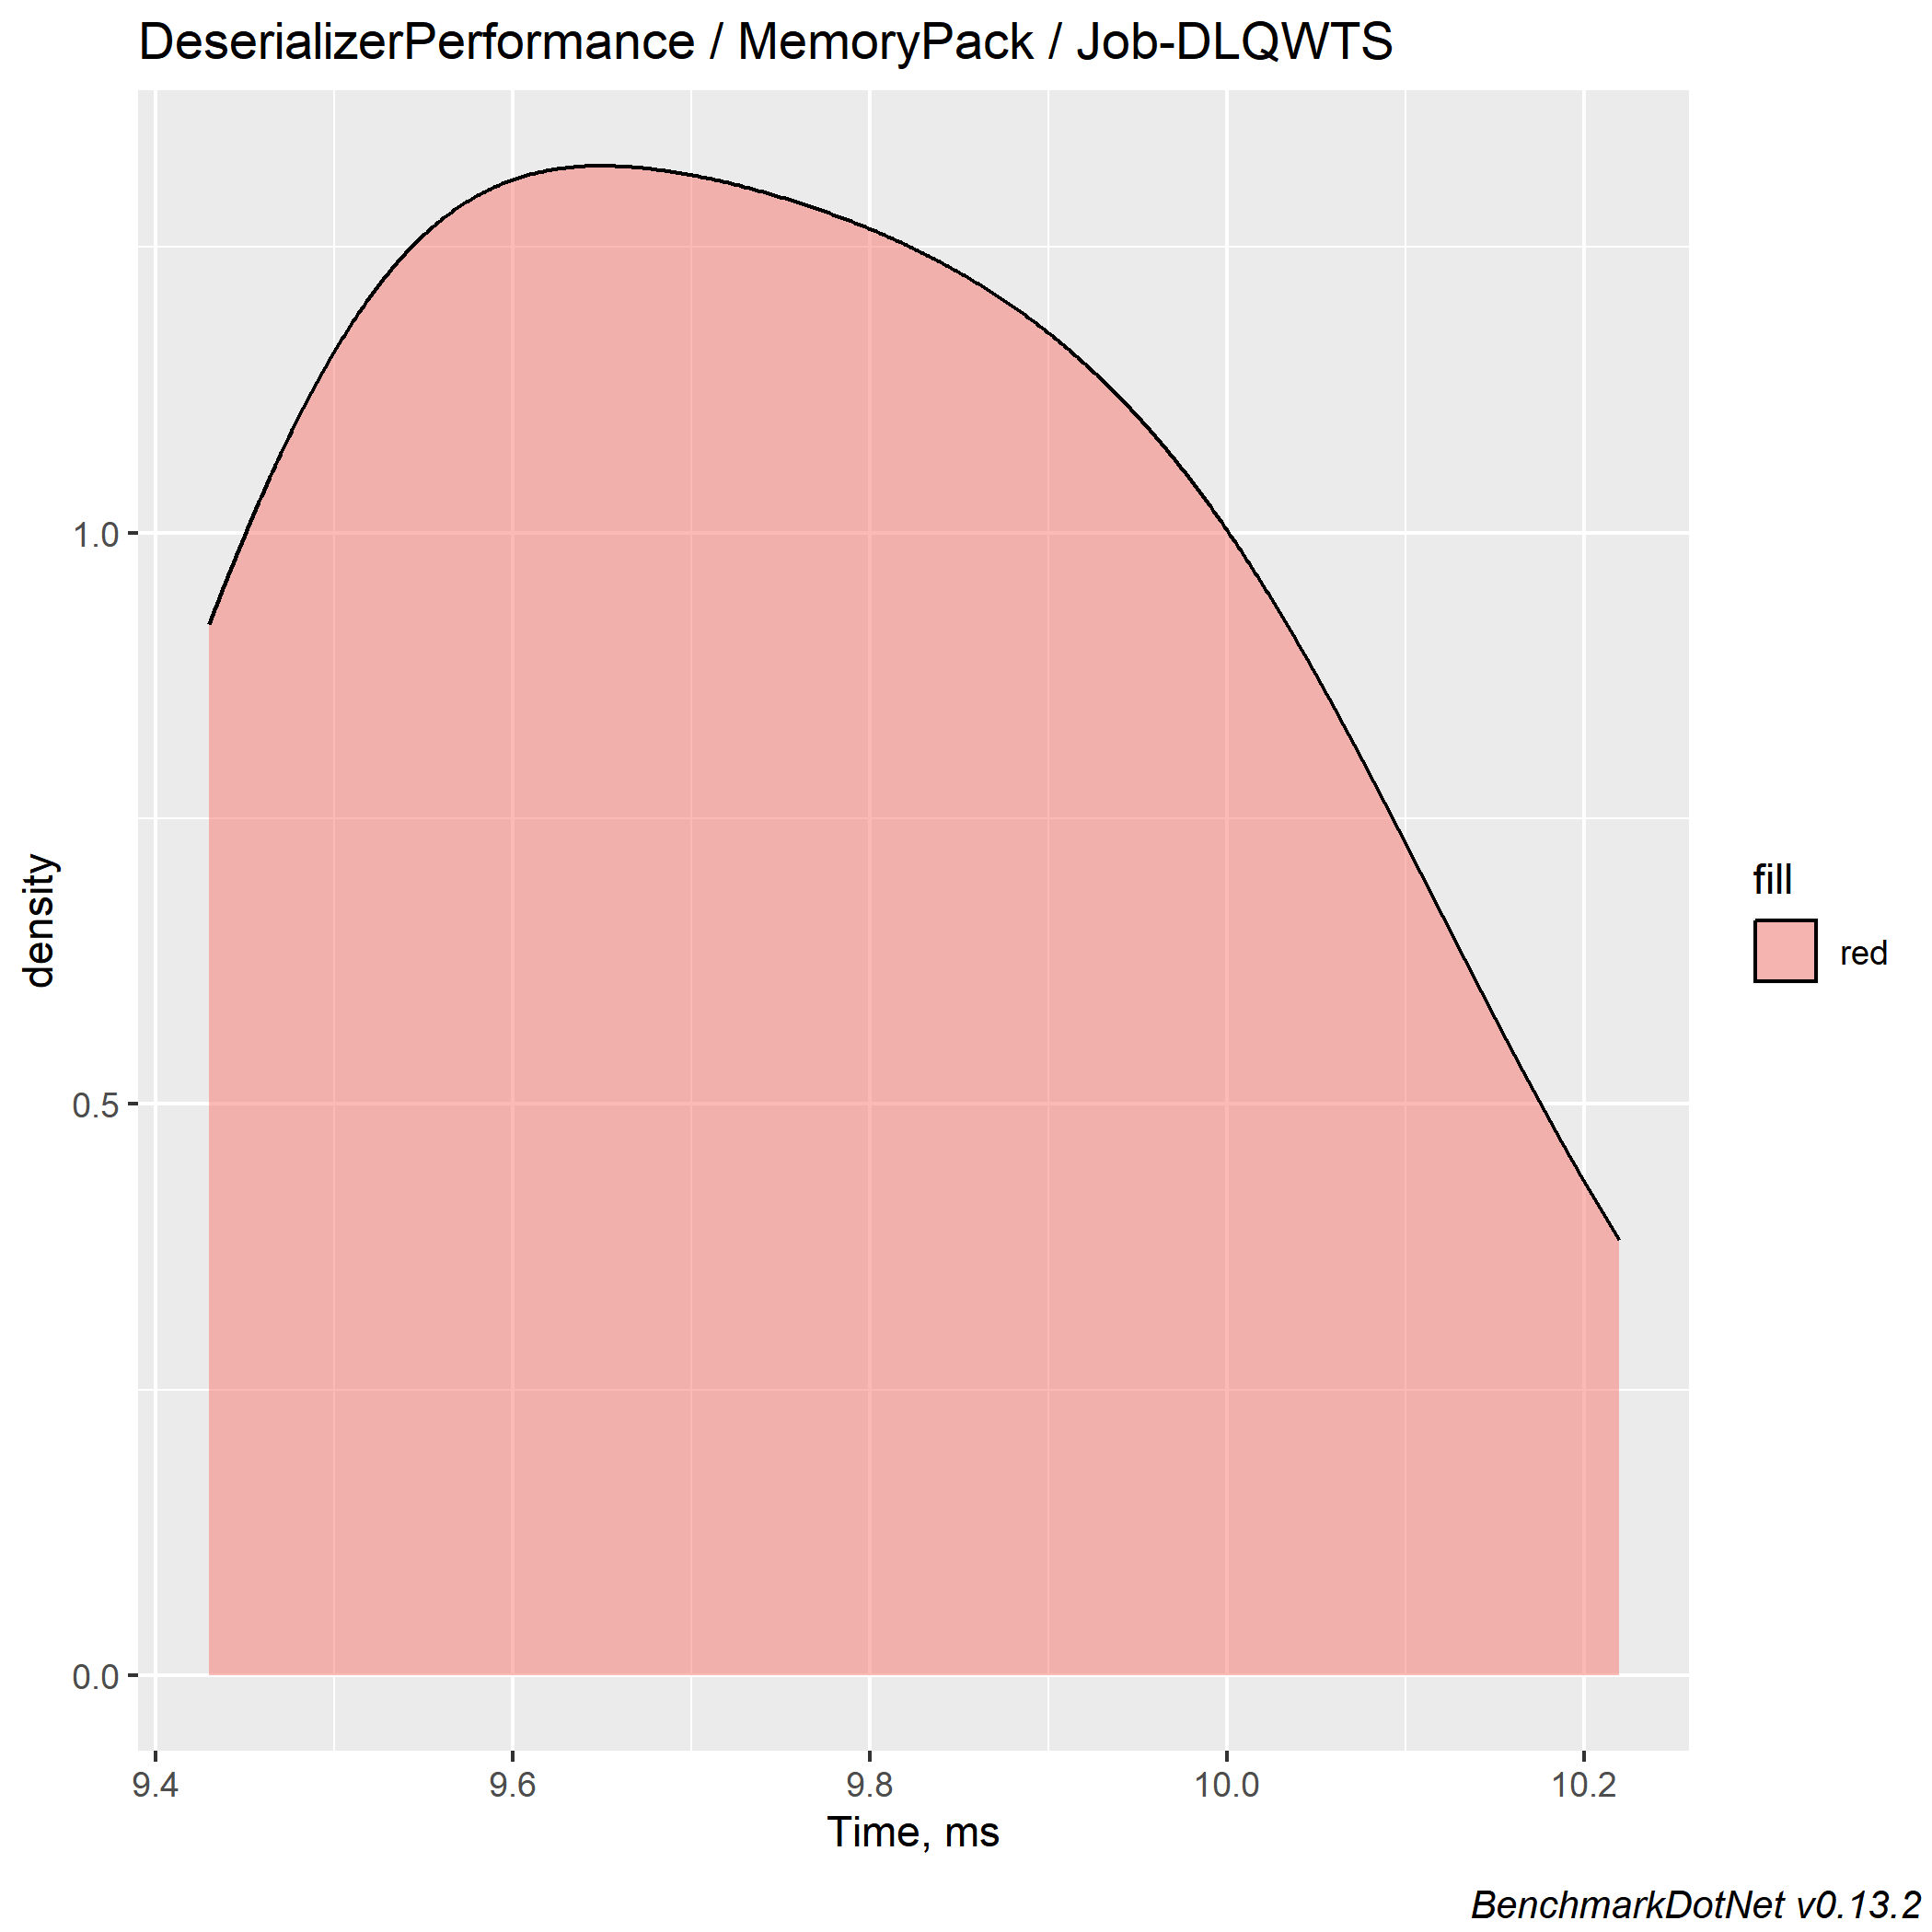 DeserializerPerformance / MemoryPack / Job-DLQWTS
density
1.0
0.5
0.0
9.4 9.6 9.8 10.0 10.2
Time, ms
fill
red
BenchmarkDotNet v0.13.2